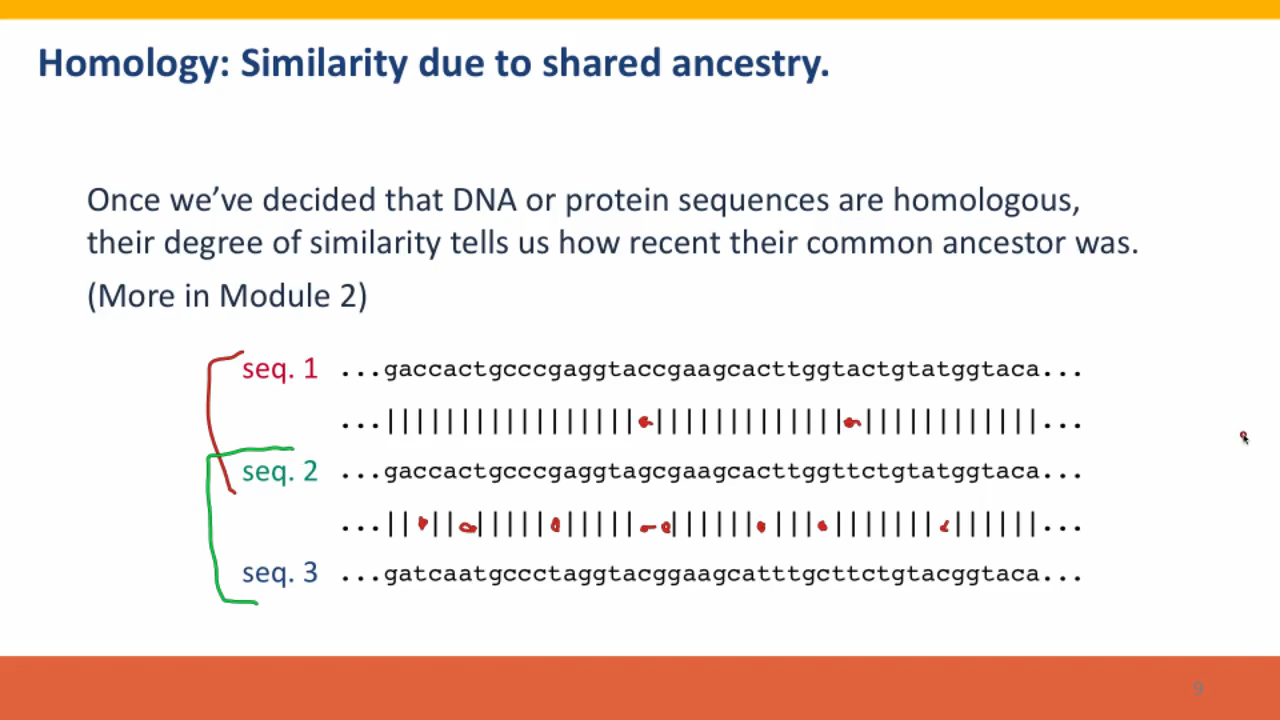 Homology: Similarity due to shared ancestry.
Once we’ve decided that DNA or protein sequences are homologous,
their degree of similarity tells us how recent their common ancestor was.
(More in Module 2)
seq. 1 ...gaccactgcccgaggtaccgaagcacttggtactgtatggtaca...
...||||||||||||||||| ||||||||||||| ||||||||||||...
seq. 2 ...gaccactgcccgaggtagcgaagcacttggttctgtatggtaca...
...|| || ||||| ||||| |||||| ||| |||||||| ||||||...
seq. 3 ...gatcaatgccctaggtacggaagcatttgcttctgtacggtaca...
9